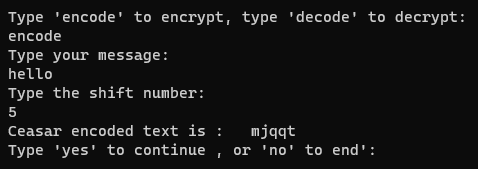 Type 'encode' to encrypt, type 'decode' to decrypt:
encode
Type your message:
hello
Type the shift number:
5
Ceasar encoded text is :   mjqqt
Type 'yes' to continue , or 'no' to end':